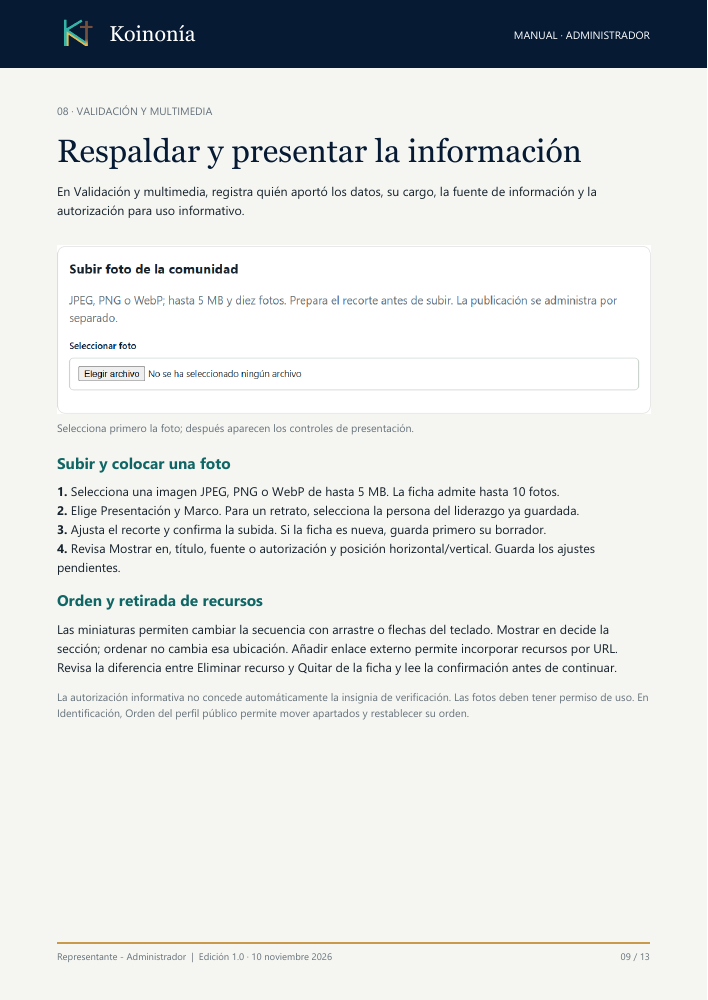 Koinonía
MANUAL · ADMINISTRADOR
08 · VALIDACIÓN Y MULTIMEDIA
Respaldar y presentar la información
En Validación y multimedia, registra quién aportó los datos, su cargo, la fuente de información y la
autorización para uso informativo.
Subir foto de la comunidad
JPEG, PNG o WebP; hasta 5 MB y diez fotos. Prepara el recorte antes de subir. La publicación se administra por
separado.
Seleccionar foto
Elegir archivo No se ha seleccionado ningún archivo
Selecciona primero la foto; después aparecen los controles de presentación.
Subir y colocar una foto
1. Selecciona una imagen JPEG, PNG o WebP de hasta 5 MB. La ficha admite hasta 10 fotos.
2. Elige Presentación y Marco. Para un retrato, selecciona la persona del liderazgo ya guardada.
3. Ajusta el recorte y confirma la subida. Si la ficha es nueva, guarda primero su borrador.
4. Revisa Mostrar en, título, fuente o autorización y posición horizontal/vertical. Guarda los ajustes
pendientes.
Orden y retirada de recursos
Las miniaturas permiten cambiar la secuencia con arrastre o flechas del teclado. Mostrar en decide la
sección; ordenar no cambia esa ubicación. Añadir enlace externo permite incorporar recursos por URL.
Revisa la diferencia entre Eliminar recurso y Quitar de la ficha y lee la confirmación antes de continuar.
La autorización informativa no concede automáticamente la insignia de verificación. Las fotos deben tener permiso de uso. En
Identificación, Orden del perfil público permite mover apartados y restablecer su orden.
Representante - Administrador | Edición 1.0 · 10 noviembre 2026
09 / 13